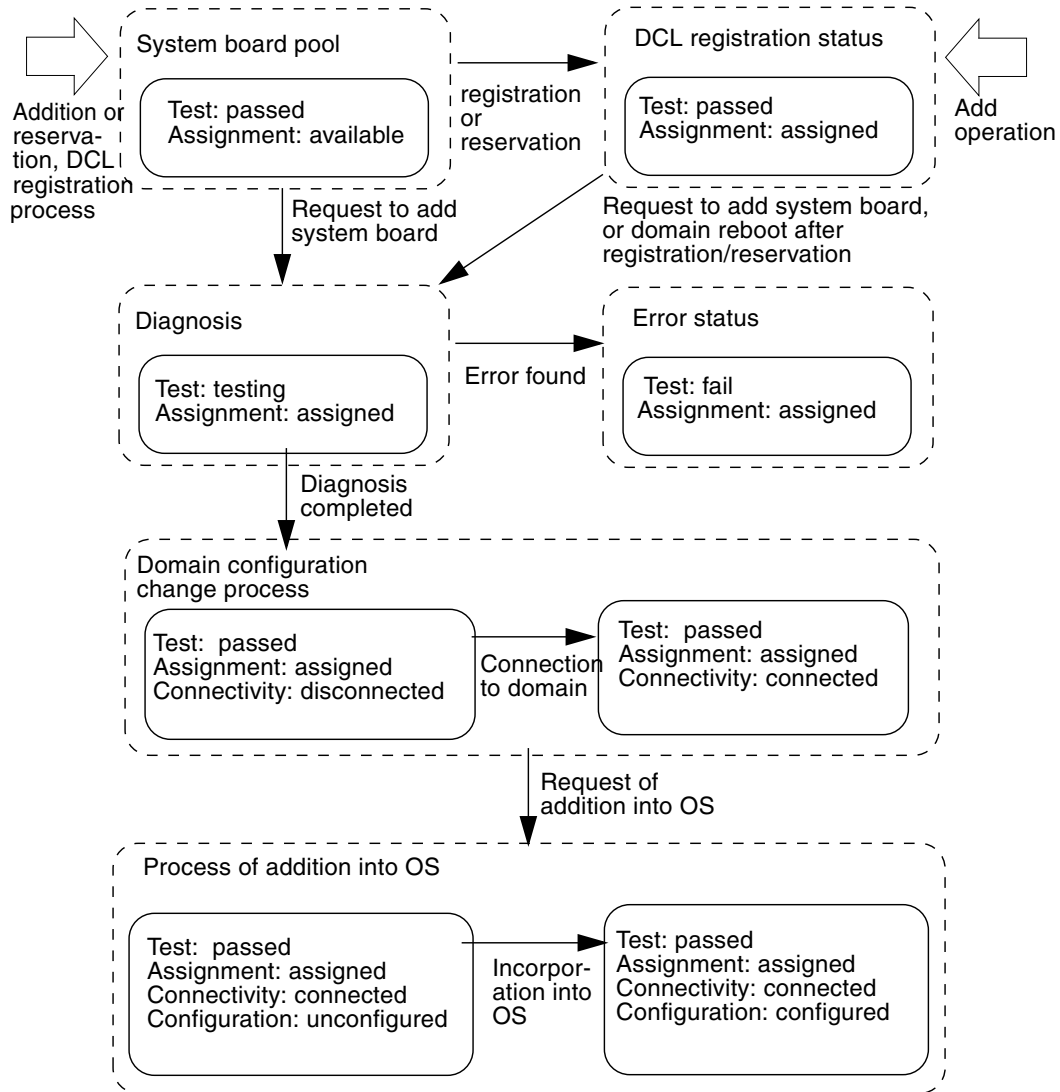 System board pool
Test: passed
Assignment: available
Addition or
reserva-
tion, DCL
registration
process
registration
or
reservation
DCL registration status
Test: passed
Assignment: assigned
Add
operation
Request to add
system board
Request to add system board,
or domain reboot after
registration/reservation
Diagnosis
Test: testing
Assignment: assigned
Error found
Error status
Test: fail
Assignment: assigned
Diagnosis
completed
Domain configuration
change process
Test: passed
Assignment: assigned
Connectivity: disconnected
Connection
to domain
Test: passed
Assignment: assigned
Connectivity: connected
Request of
addition into OS
Process of addition into OS
Test: passed
Assignment: assigned
Connectivity: connected
Configuration: unconfigured
Incorpor-
ation into
OS
Test: passed
Assignment: assigned
Connectivity: connected
Configuration: configured